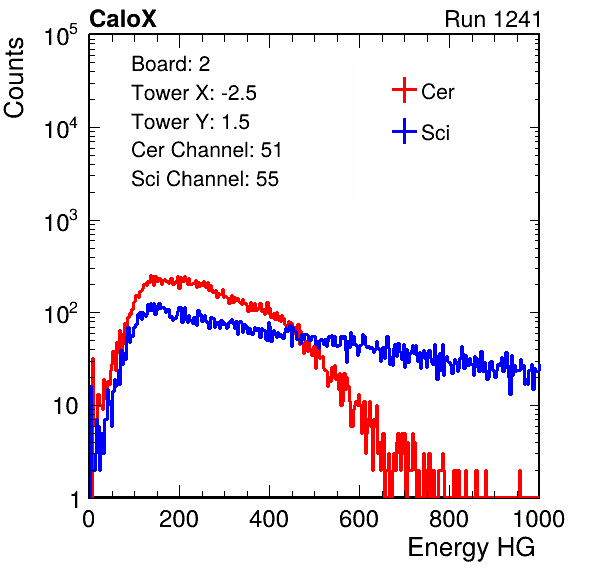 CaloX Run 1241
10^5
Counts
Board: 2
Tower X: -2.5
Tower Y: 1.5
Cer Channel: 51
Sci Channel: 55
Cer
Sci
10^4
10^3
10^2
10
1
0 200 400 600 800 1000
Energy HG